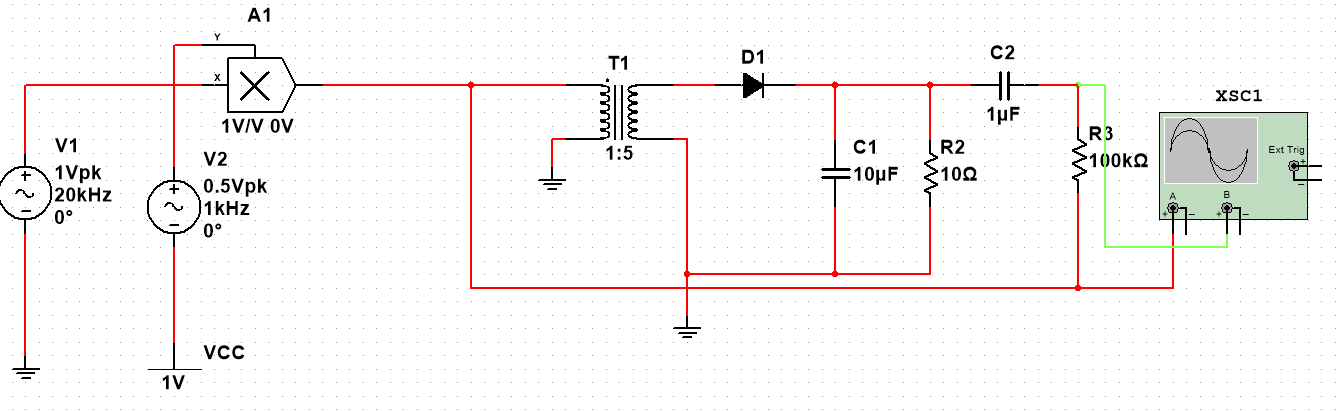 A1
Y
X
1V/V 0V
V1
1Vpk
20kHz
0°
V2
0.5Vpk
1kHz
0°
VCC
1V
T1
1:5
D1
C1
10µF
R2
10Ω
C2
1µF
R3
100kΩ
XSC1
Ext Trig
+
−
A
B
+
−
+
−